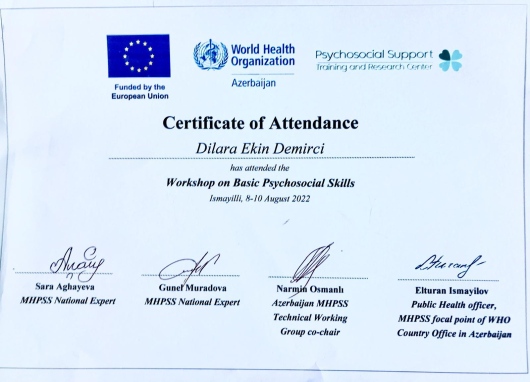 World Health
Organization
Azerbaijan
Psychosocial Support
Training and Research Center
Funded by the
European Union
Certificate of Attendance
Dilara Ekin Demirci
has attended the
Workshop on Basic Psychosocial Skills
Ismayilli, 8-10 August 2022
Sara Aghayeva
MHPSS National Expert
Gunel Muradova
MHPSS National Expert
Narmin Osmanlı
Azerbaijan MHPSS
Technical Working
Group co-chair
Elturan Ismayilov
Public Health officer,
MHPSS focal point of WHO
Country Office in Azerbaijan